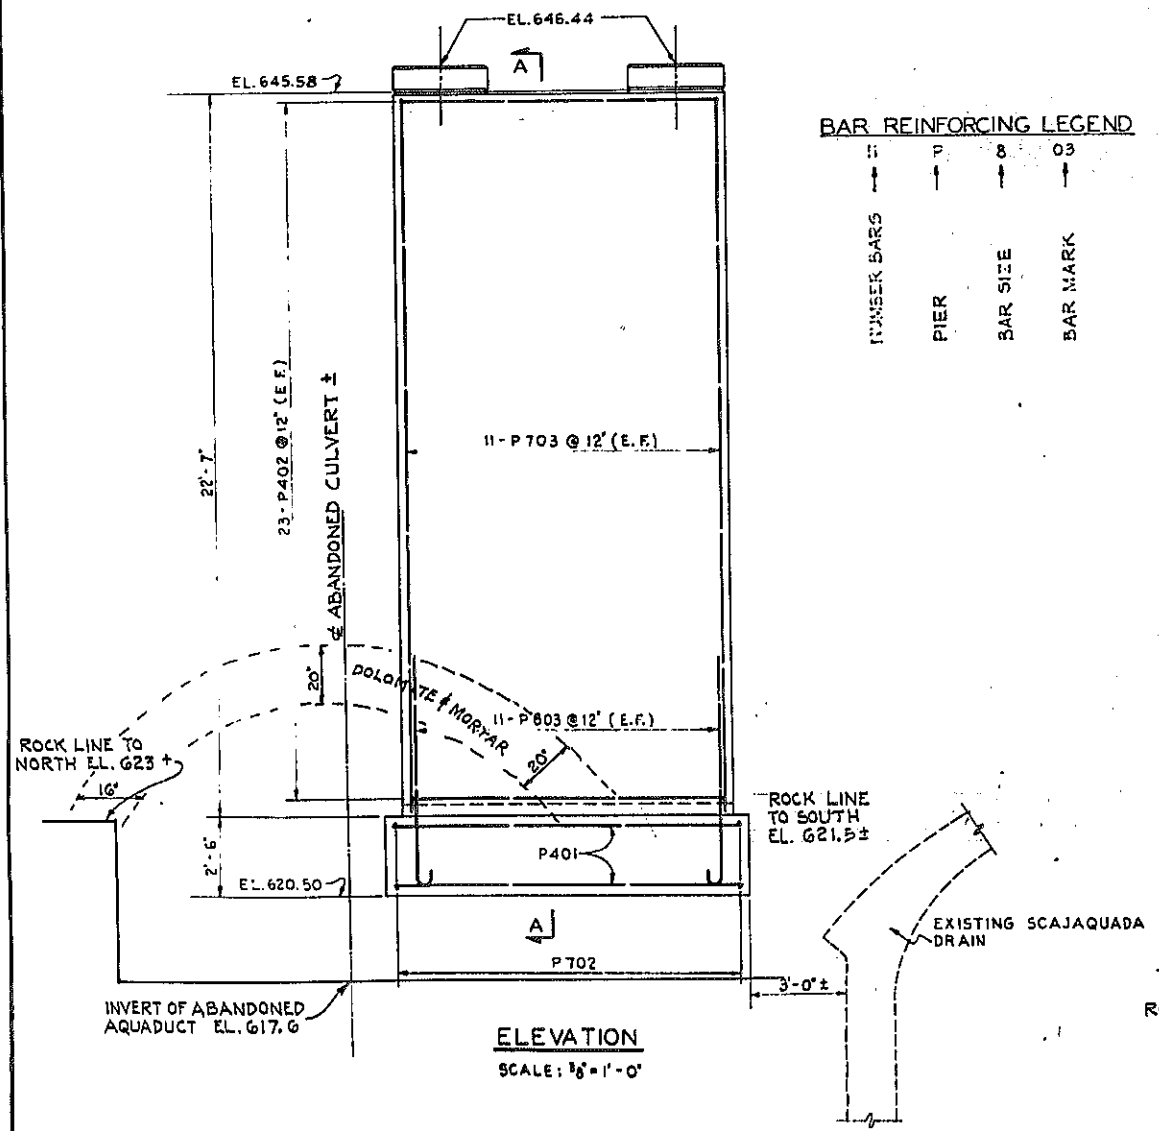 EL.646.44
A
EL.645.58
BAR REINFORCING LEGEND
11 P 8 03
NUMBER BARS
PIER
BAR SIZE
BAR MARK
22'-7"
23-P402 @ 12" (E.F.)
℄ ABANDONED CULVERT ±
11-P703 @ 12" (E.F.)
20"
DOLOMITE & MORTAR
11-P803 @ 12" (E.F.)
20"
ROCK LINE TO
NORTH EL. 623 ±
16"
ROCK LINE
TO SOUTH
EL. 621.5±
2'-6"
P401
EL.620.50
A
EXISTING SCAJAQUADA
DRAIN
P702
3'-0" ±
INVERT OF ABANDONED
AQUADUCT EL. 617.6
R
ELEVATION
SCALE: 3/8" = 1'-0"